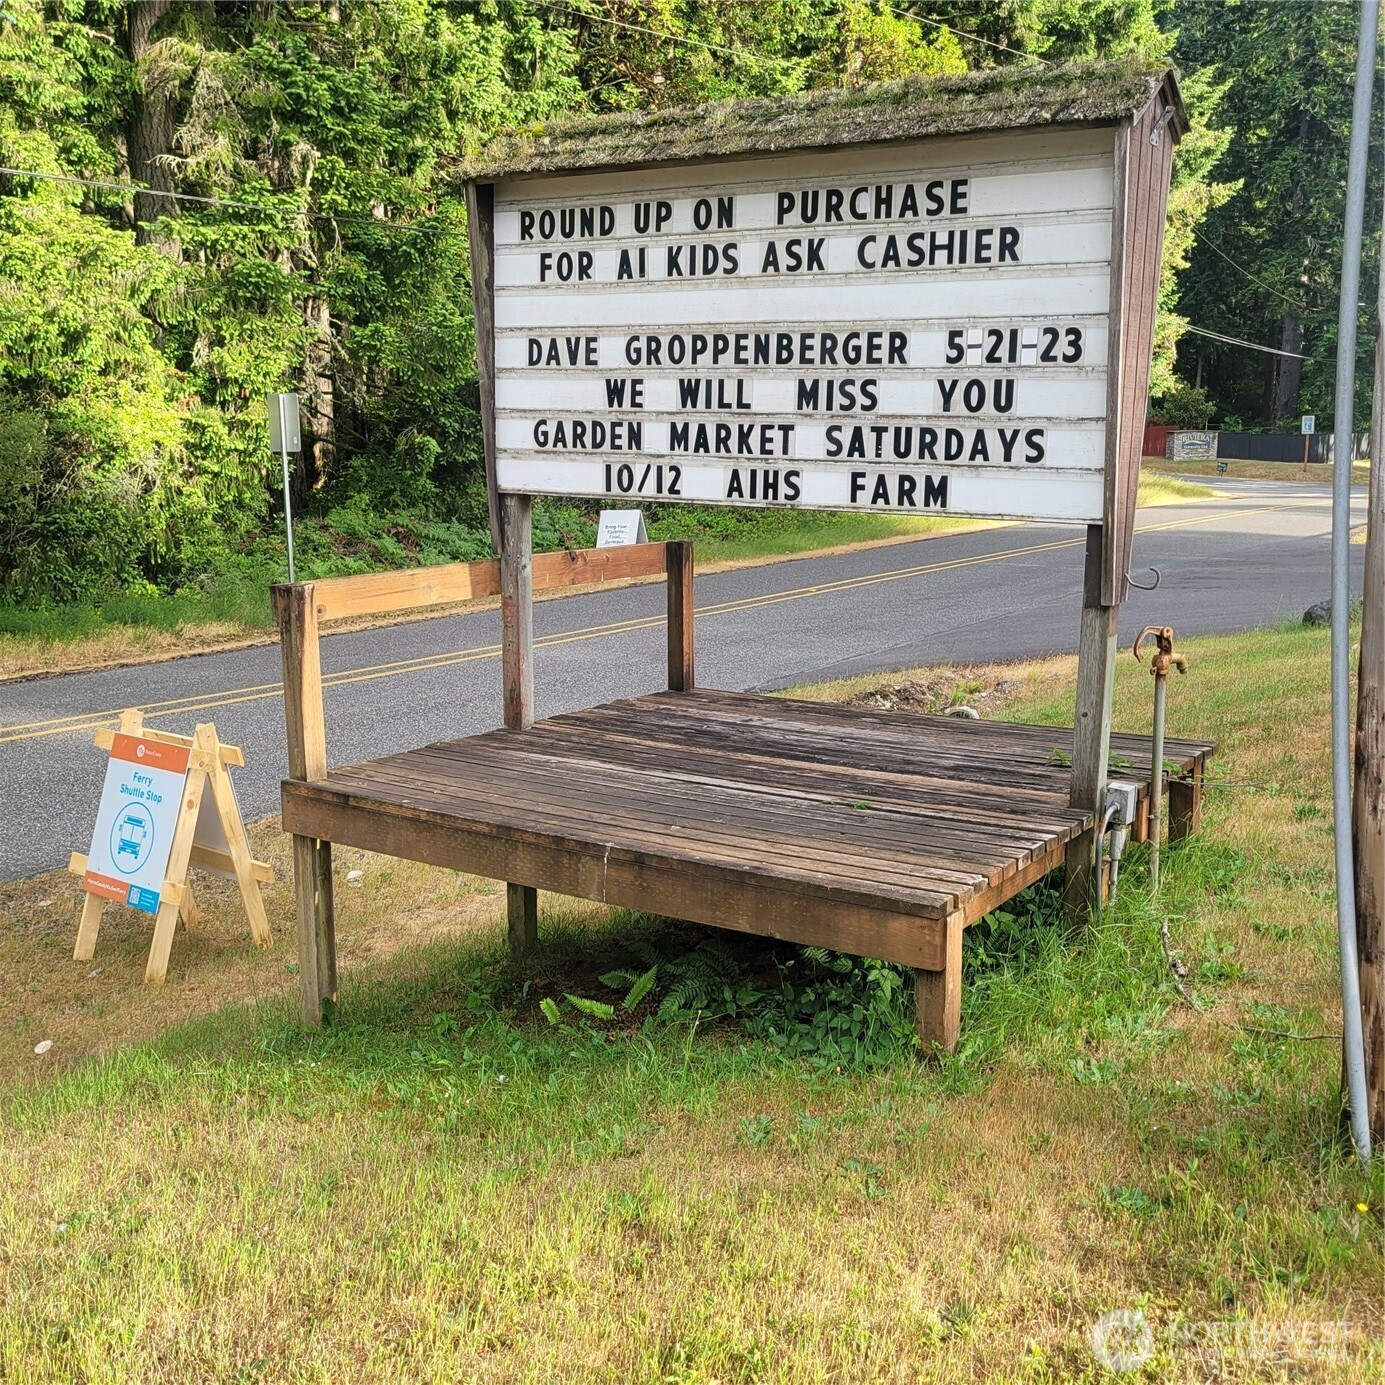 ROUND UP ON PURCHASE
FOR AI KIDS ASK CASHIER
DAVE GROPPENBERGER 5-21-23
WE WILL MISS YOU
GARDEN MARKET SATURDAYS
10/12 AIHS FARM
Ferry
Shuttle Stop
NORTHWEST